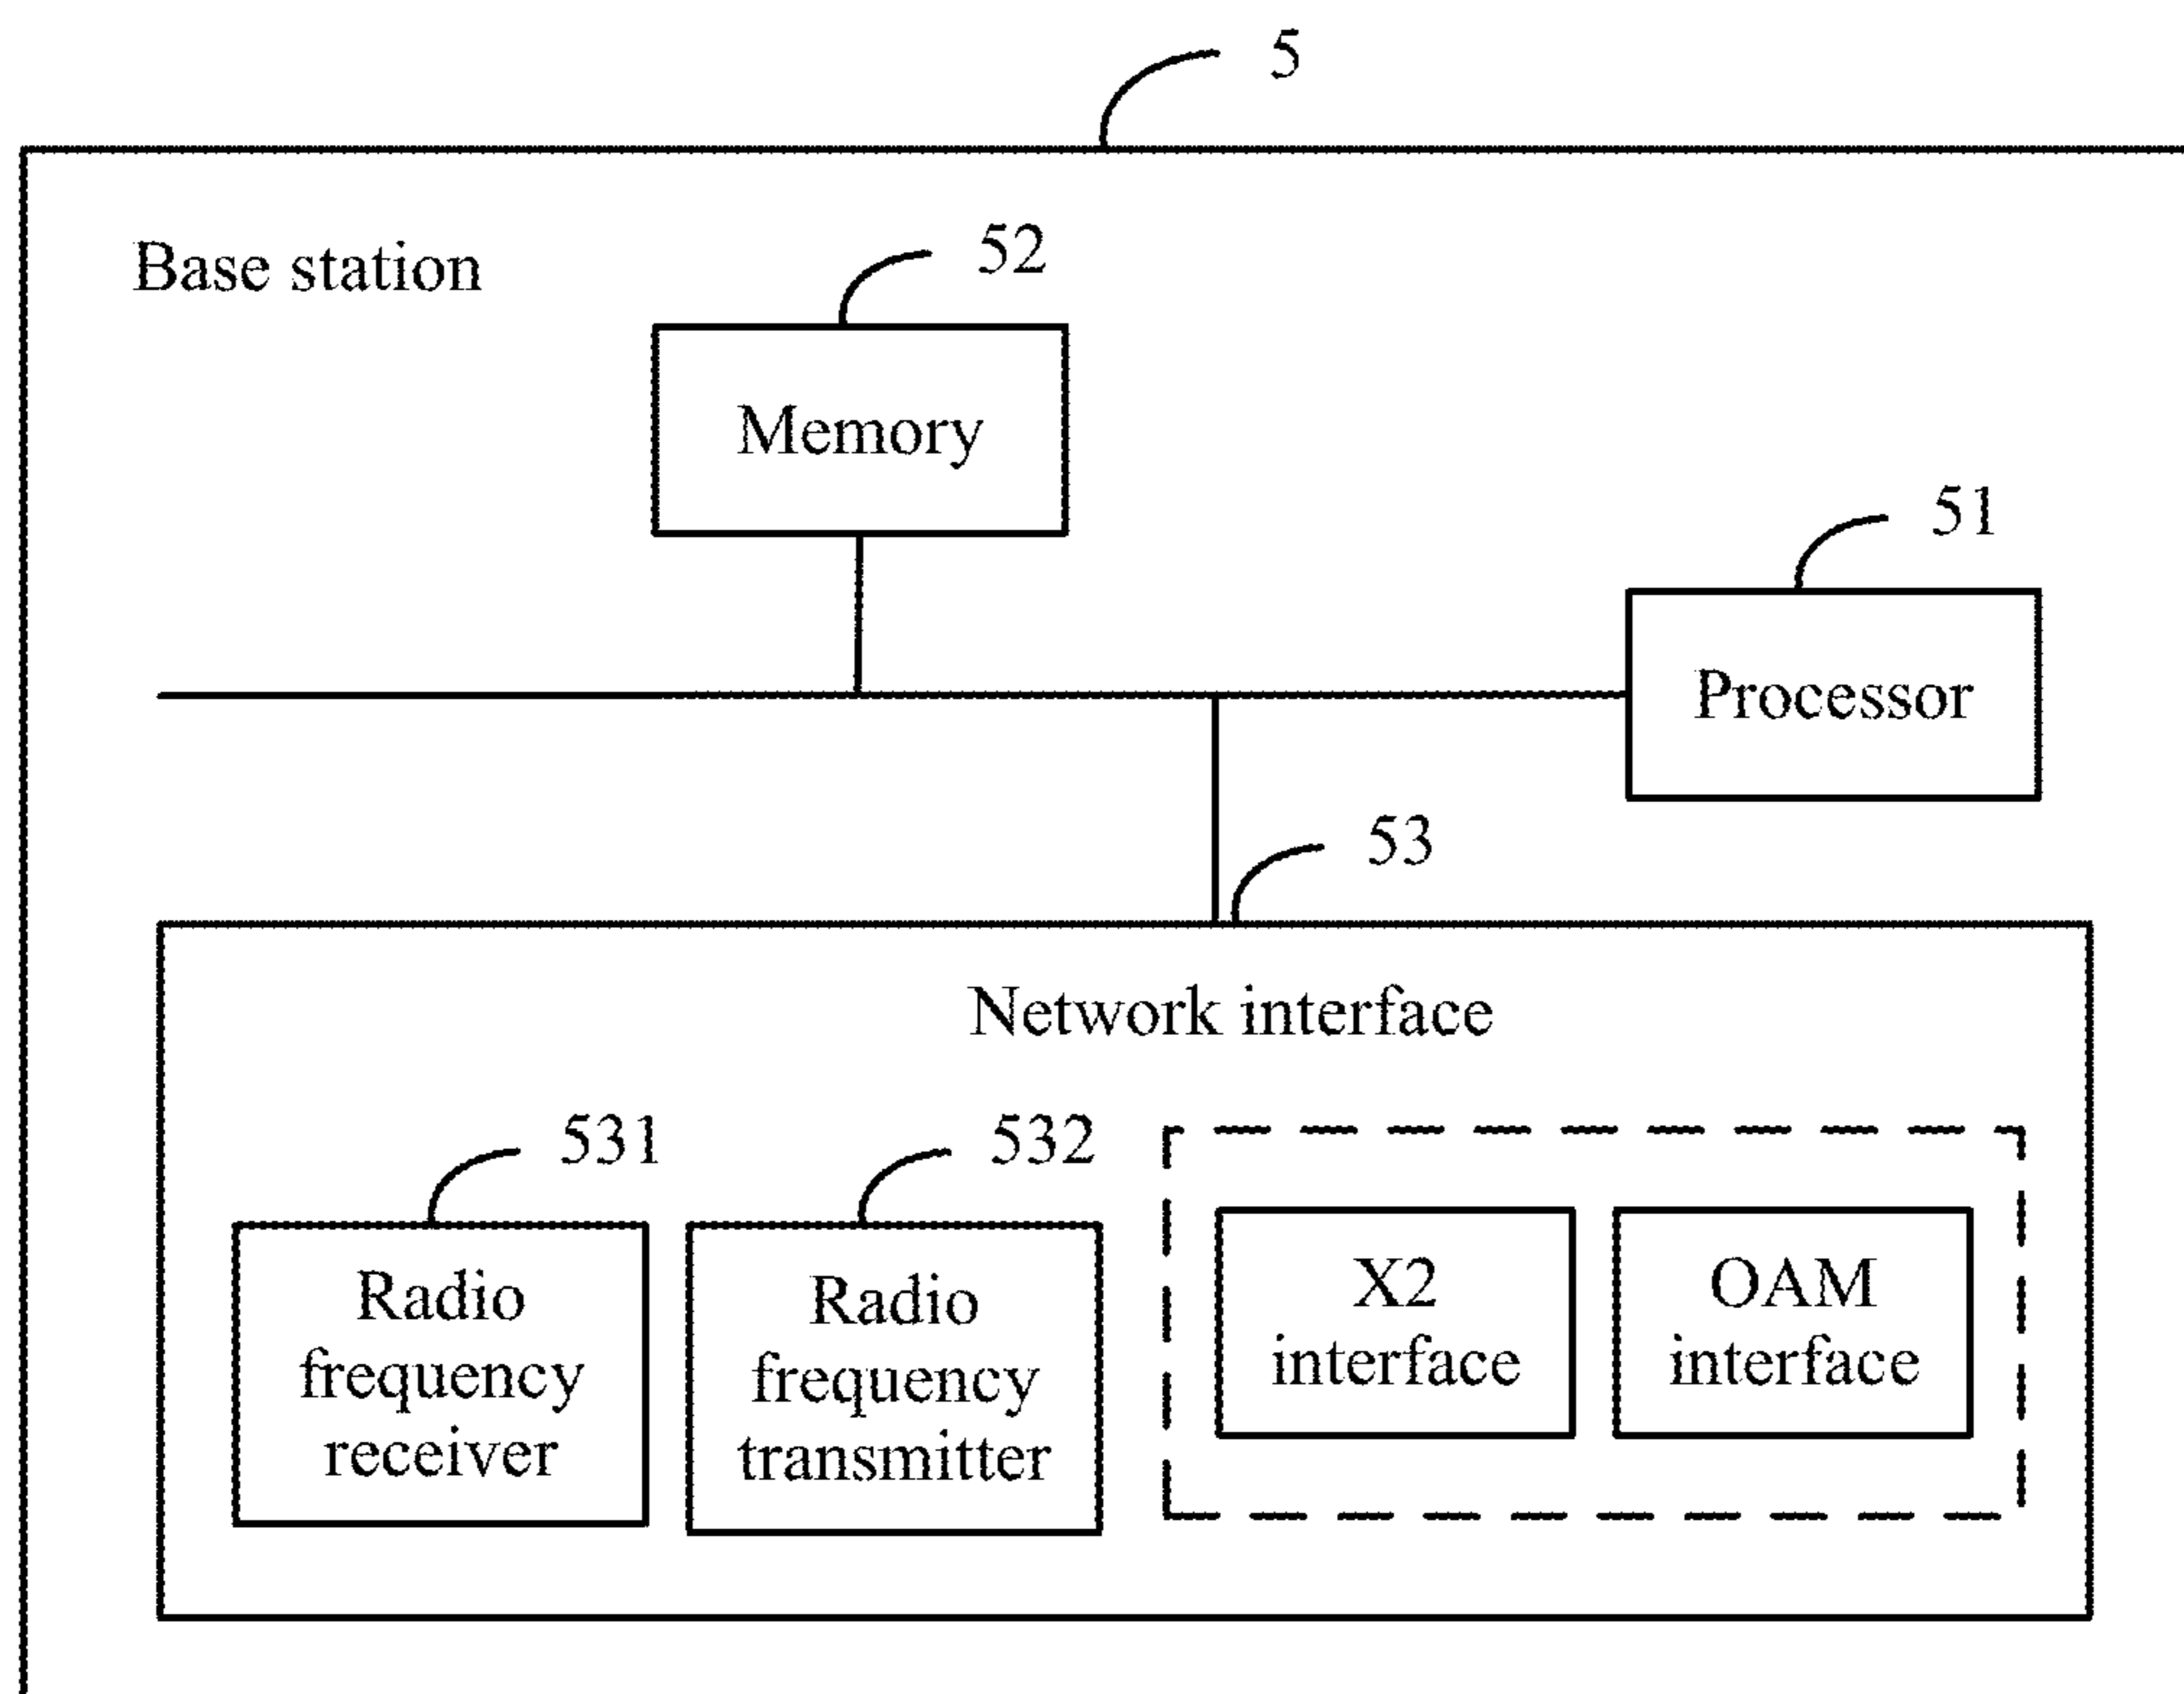 5
Base station
52
Memory
51
Processor
53
Network interface
531
532
Radio
frequency
receiver
Radio
frequency
transmitter
X2
interface
OAM
interface